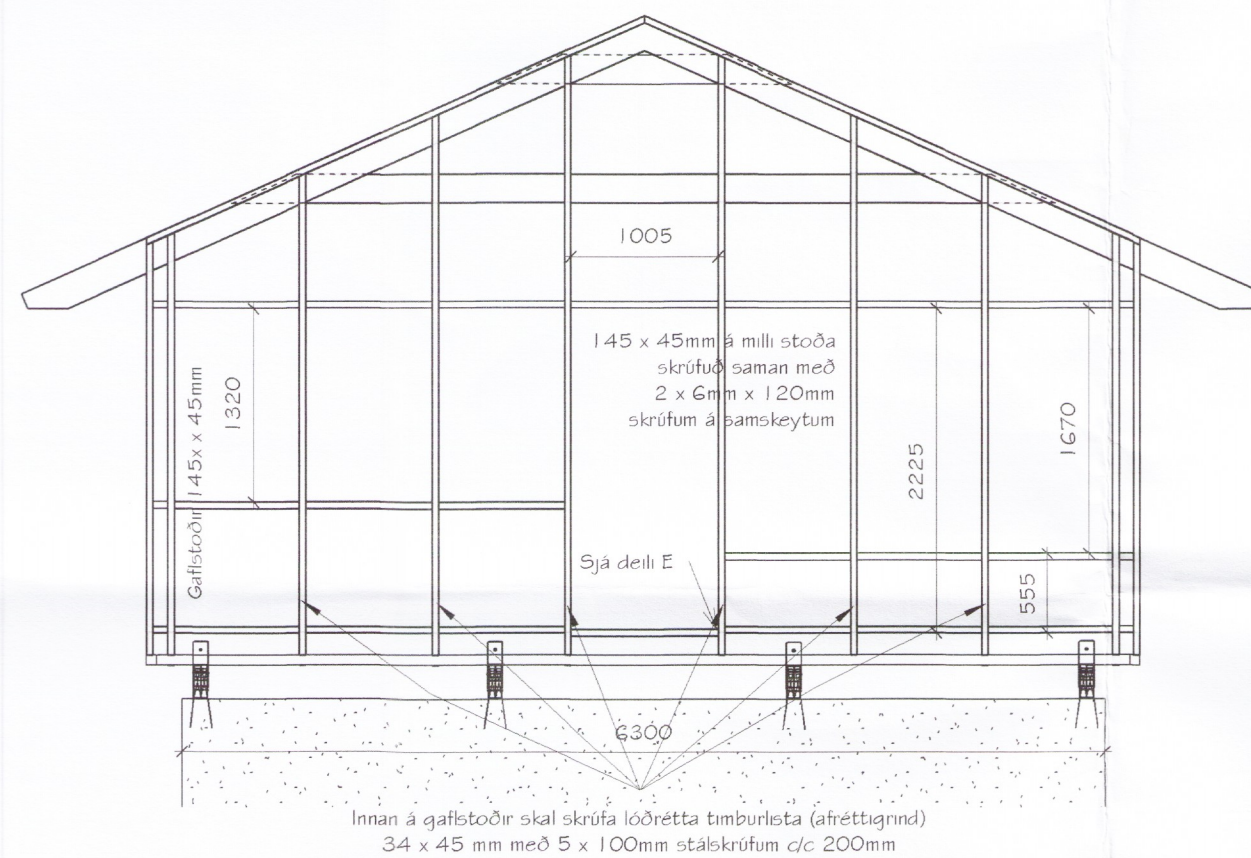 1005
145 x 45mm á milli stoða
skrúfuð saman með
2 x 6mm x 120mm
skrúfum á samskeytum
Gaflstoðir 145x x 45mm
1320
2225
1670
Sjá deili E
555
6300
Innan á gaflstoðir skal skrúfa lóðrétta timburlista (afréttigrind)
34 x 45 mm með 5 x 100mm stálskrúfum c/c 200mm